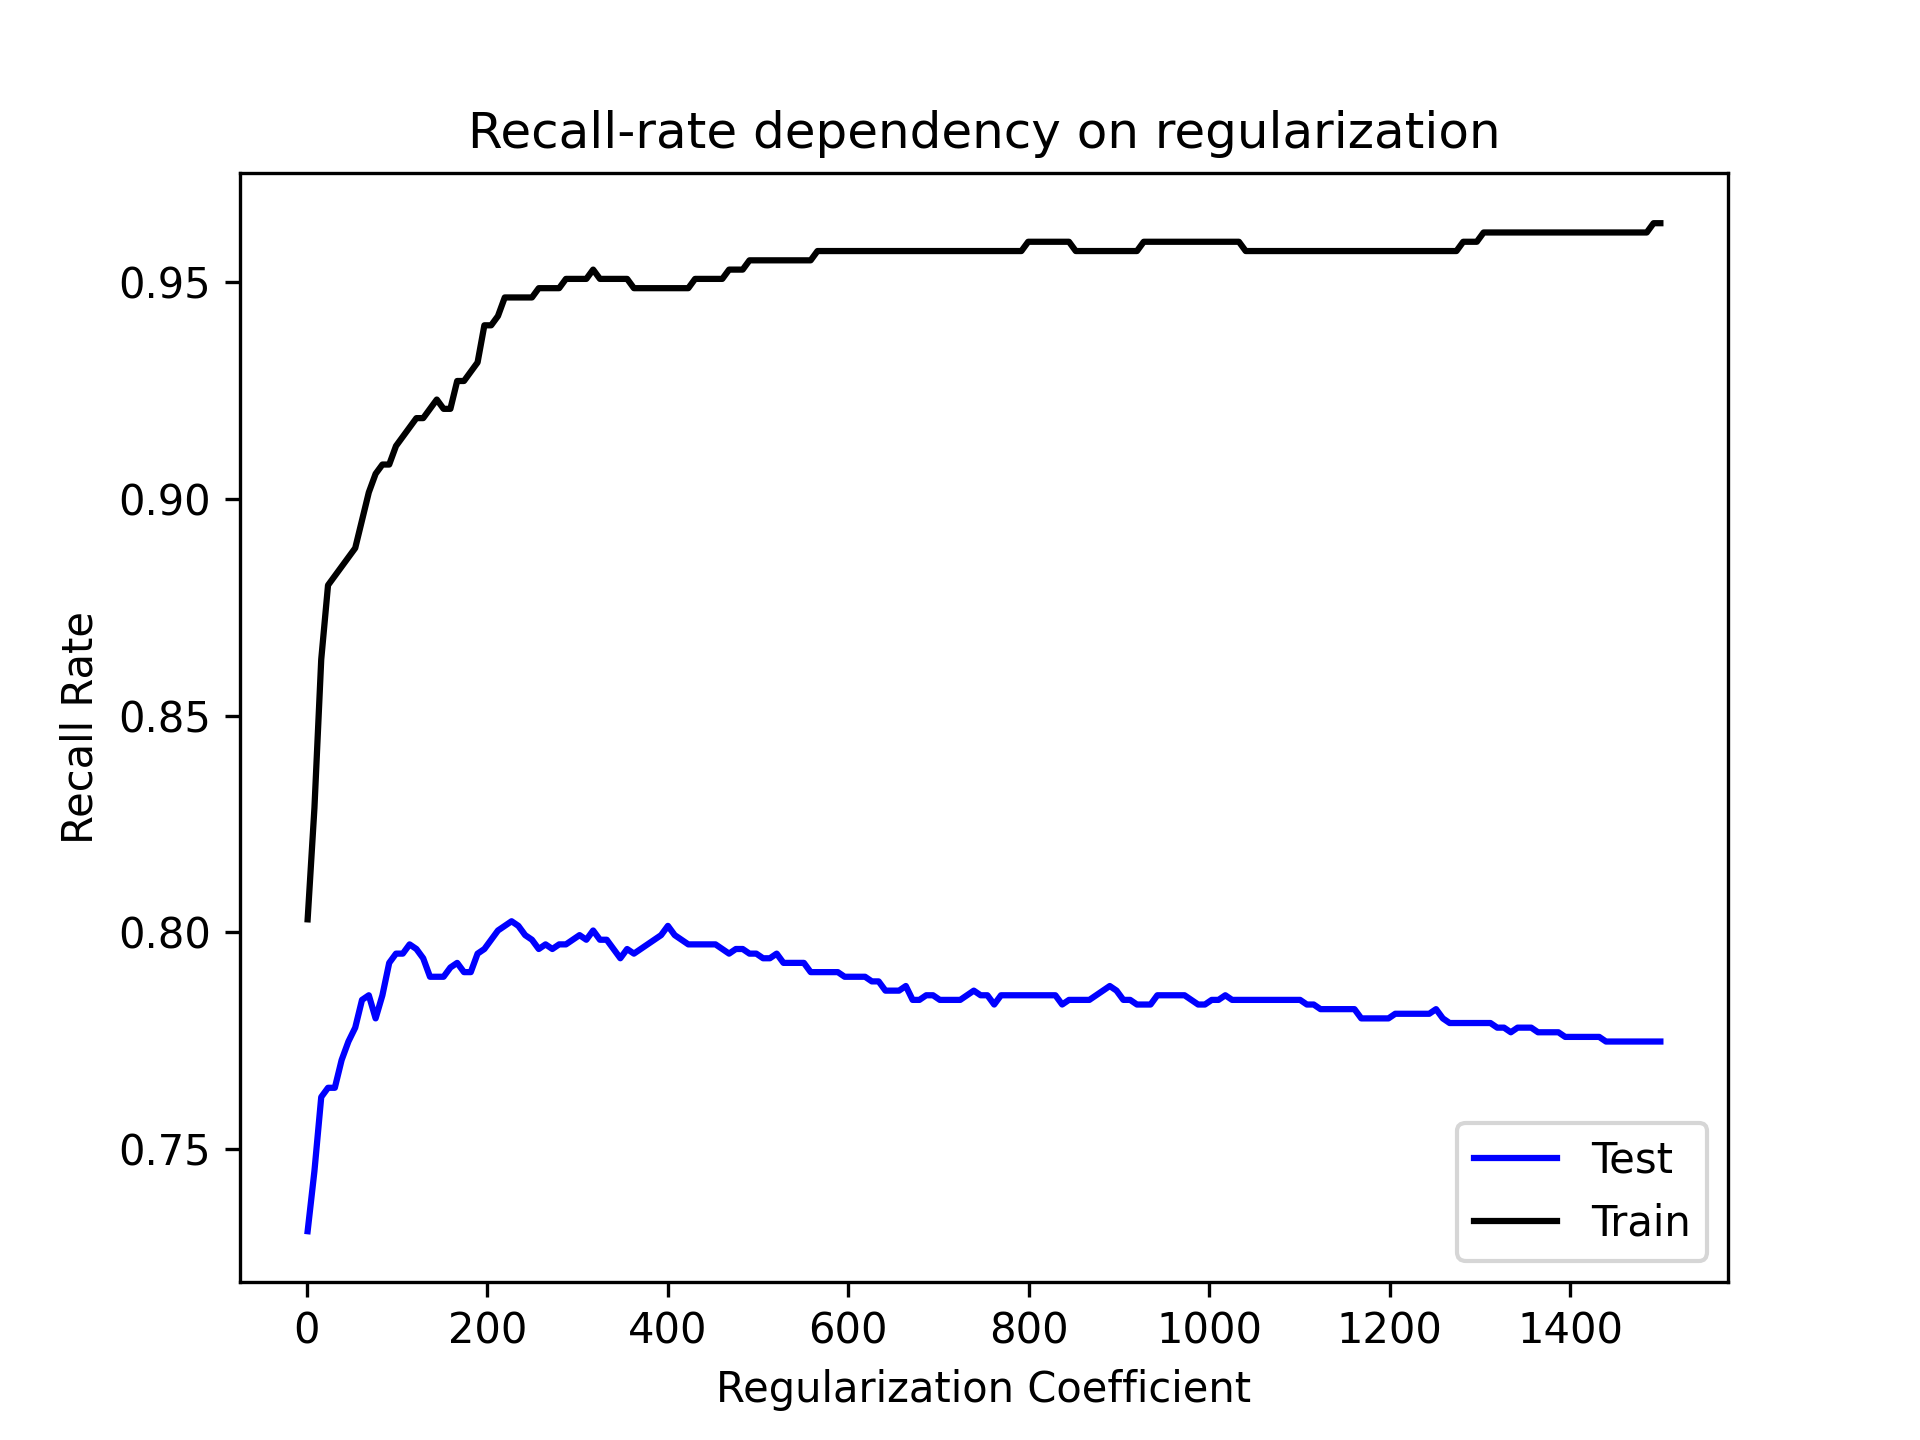 Recall-rate dependency on regularization
Recall Rate
0.95
0.90
0.85
0.80
0.75
0 200 400 600 800 1000 1200 1400
Regularization Coefficient
Test
Train